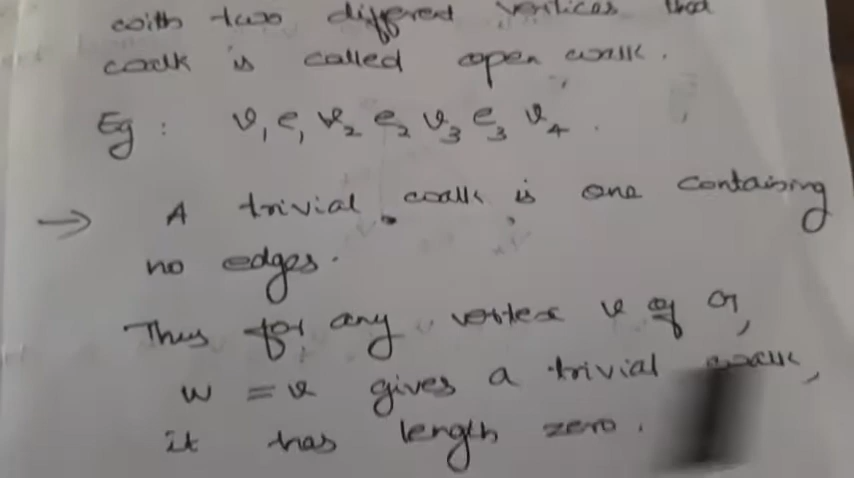 with two different vertices that
walk is called open walk.
Eg : v₁ e₁ v₂ e₂ v₃ e₃ v₄.
→ A trivial walk is one containing
no edges.
Thus for any vertex v of G,
W = v gives a trivial walk,
it has length zero.